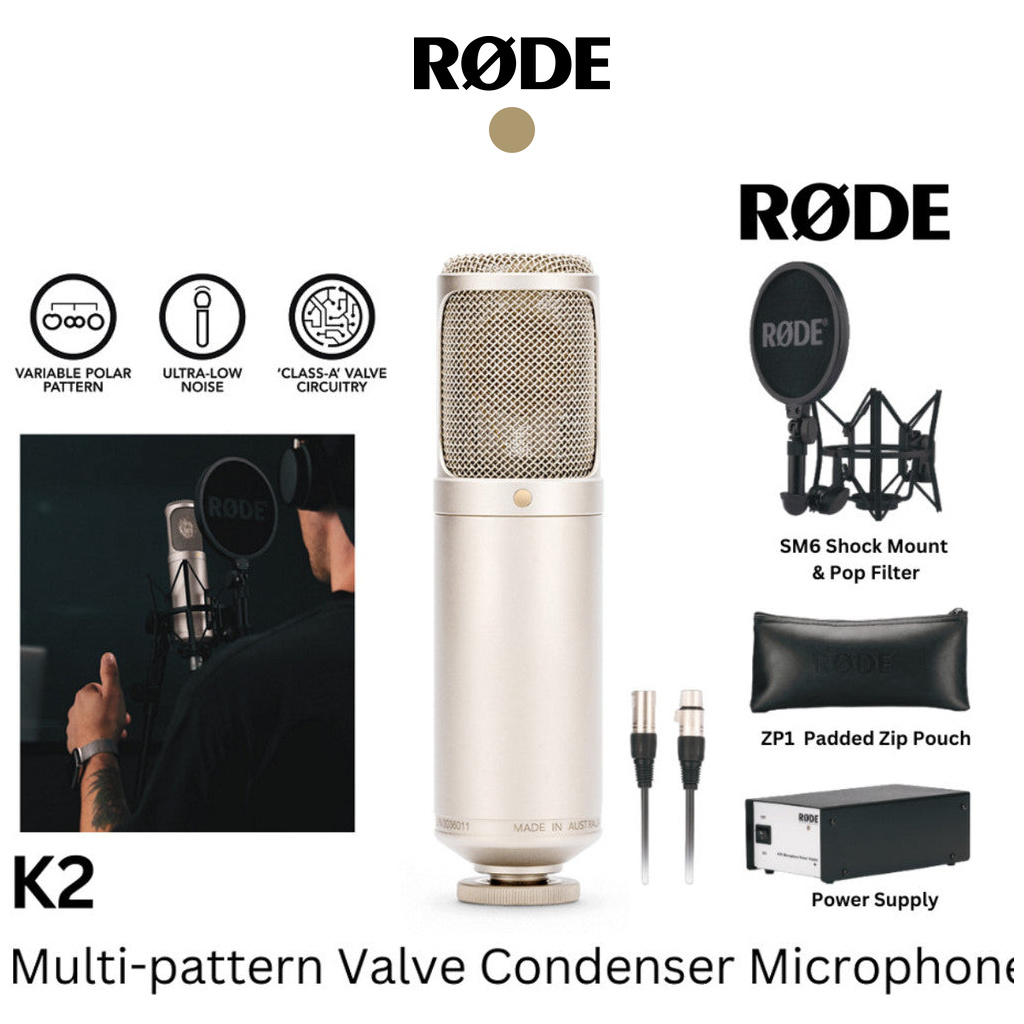 RØDE
RØDE
VARIABLE POLAR
PATTERN
ULTRA-LOW
NOISE
‘CLASS-A’ VALVE
CIRCUITRY
RØDE
RØDE
SM6 Shock Mount
& Pop Filter
RØDE
ZP1 Padded Zip Pouch
MADE IN AUSTRALIA
RØDE
Power Supply
K2
Multi-pattern Valve Condenser Microphone